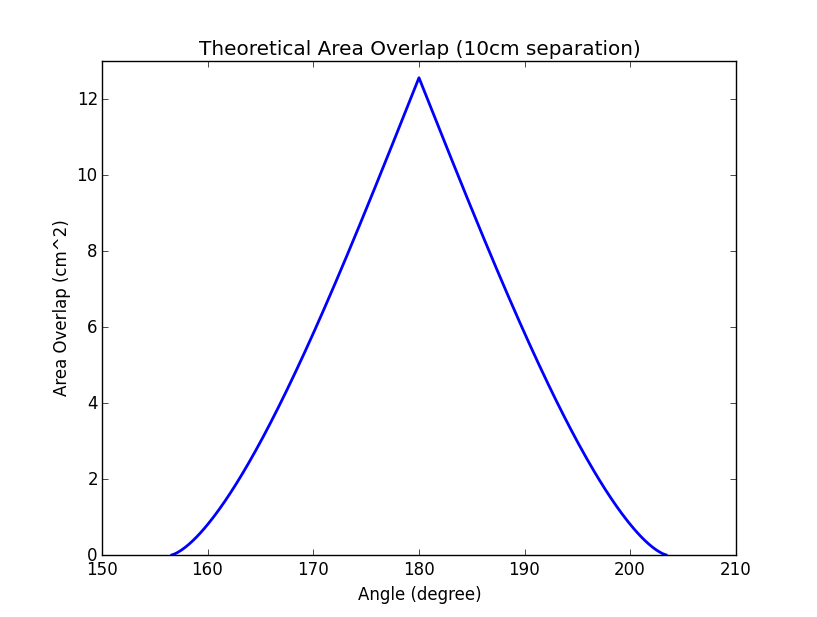 Theoretical Area Overlap (10cm separation)
Area Overlap (cm^2)
12
10
8
6
4
2
0
150 160 170 180 190 200 210
Angle (degree)